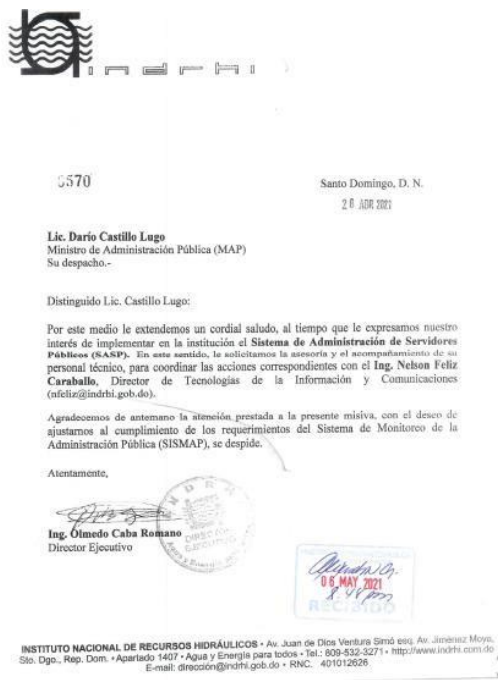 indrhi
0570
Santo Domingo, D. N.
28 ABR 2021
Lic. Darío Castillo Lugo
Ministro de Administración Pública (MAP)
Su despacho.-
Distinguido Lic. Castillo Lugo:
Por este medio le extendemos un cordial saludo, al tiempo que le expresamos nuestro
interés de implementar en la institución el Sistema de Administración de Servidores
Públicos (SASP). En este sentido, le solicitamos la asesoría y el acompañamiento de su
personal técnico, para coordinar las acciones correspondientes con el Ing. Nelson Feliz
Caraballo, Director de Tecnologías de la Información y Comunicaciones
(nfeliz@indrhi.gob.do).
Agradecemos de antemano la atención prestada a la presente misiva, con el deseo de
ajustarnos al cumplimiento de los requerimientos del Sistema de Monitoreo de la
Administración Pública (SISMAP), se despide.
Atentamente,
INDRHI
Ing. Olmedo Caba Romano
Director Ejecutivo
06 MAY 2021
8:44 pm
RECIBIDO
INSTITUTO NACIONAL DE RECURSOS HIDRÁULICOS • Av. Juan de Dios Ventura Simó esq. Av. Jiménez Moya,
Sto. Dgo., Rep. Dom. • Apartado 1407 • Agua y Energía para todos • Tel.: 809-532-3271 • http://www.indrhi.com.do
E-mail: dirección@indrhi.gob.do • RNC. 401012626